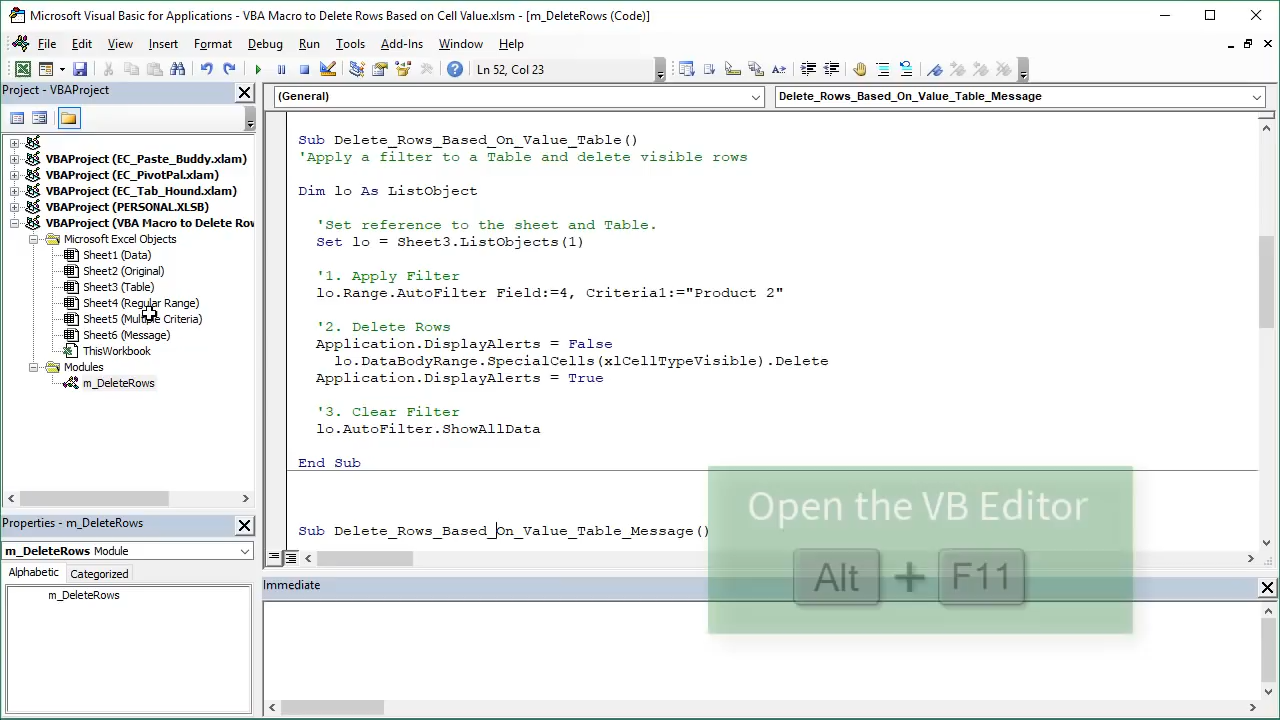 Microsoft Visual Basic for Applications - VBA Macro to Delete Rows Based on Cell Value.xlsm - [m_DeleteRows (Code)]
File Edit View Insert Format Debug Run Tools Add-Ins Window Help
Ln 52, Col 23
Project - VBAProject
(General)
Delete_Rows_Based_On_Value_Table_Message
VBAProject (EC_Paste_Buddy.xlam)
VBAProject (EC_PivotPal.xlam)
VBAProject (EC_Tab_Hound.xlam)
VBAProject (PERSONAL.XLSB)
VBAProject (VBA Macro to Delete Row
Microsoft Excel Objects
Sheet1 (Data)
Sheet2 (Original)
Sheet3 (Table)
Sheet4 (Regular Range)
Sheet5 (Multiple Criteria)
Sheet6 (Message)
ThisWorkbook
Modules
m_DeleteRows
Sub Delete_Rows_Based_On_Value_Table()
'Apply a filter to a Table and delete visible rows
Dim lo As ListObject
'Set reference to the sheet and Table.
Set lo = Sheet3.ListObjects(1)
'1. Apply Filter
lo.Range.AutoFilter Field:=4, Criteria1:="Product 2"
'2. Delete Rows
Application.DisplayAlerts = False
lo.DataBodyRange.SpecialCells(xlCellTypeVisible).Delete
Application.DisplayAlerts = True
'3. Clear Filter
lo.AutoFilter.ShowAllData
End Sub
Sub Delete_Rows_Based_On_Value_Table_Message()
Open the VB Editor
Alt + F11
Properties - m_DeleteRows
m_DeleteRows Module
Alphabetic Categorized
m_DeleteRows
Immediate